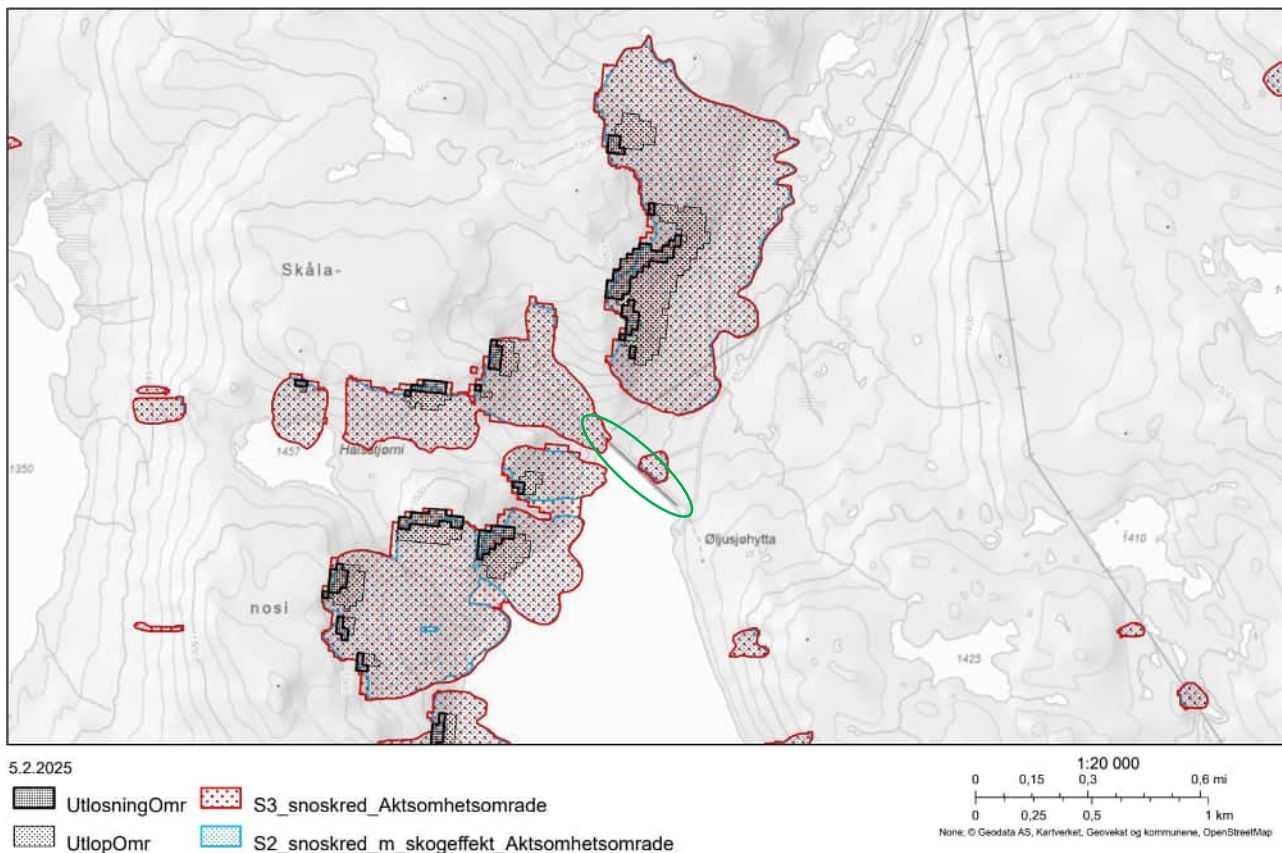 Skåla-
1457
Halsatjørni
1350
Øljusjøhytta
1410
nosi
1425
5.2.2025
UtlosningOmr
S3_snoskred_Aktsomhetsomrade
UtlopOmr
S2_snoskred_m_skogeffekt_Aktsomhetsomrade
1:20 000
0 0,15 0,3 0,6 mi
0 0,25 0,5 1 km
None: © Geodata AS, Kartverket, Geovekst og kommunene, OpenStreetMap